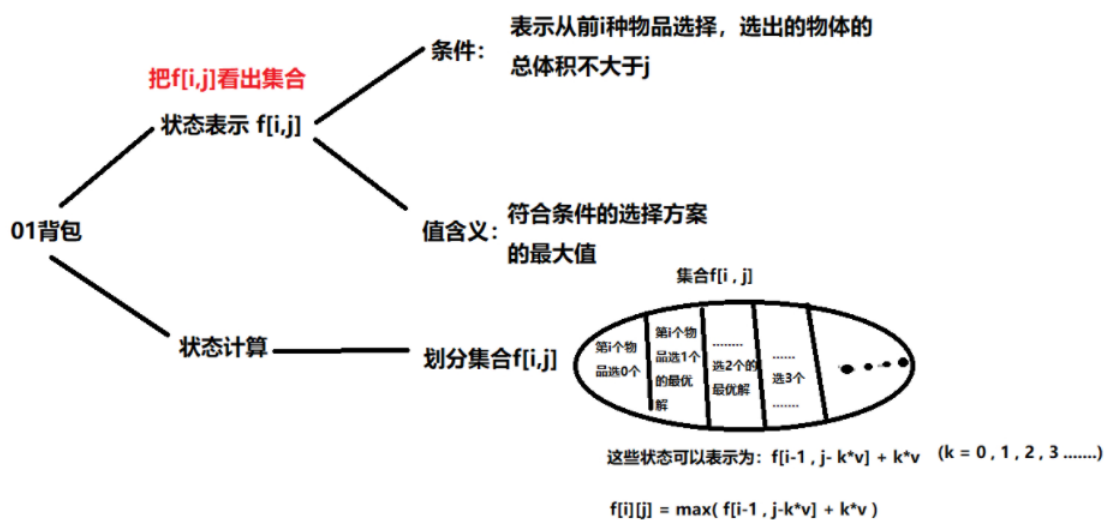 表示从前i种物品选择，选出的物体的
总体积不大于j
条件：
把f[i,j]看出集合
状态表示 f[i,j]
01背包
值含义：
符合条件的选择方案
的最大值
集合f[i , j]
状态计算
划分集合f[i,j]
第i个物
品选0个
第i个物
品选1个
的最优
解
........
选2个的
最优解
......
选3个
.......
这些状态可以表示为：f[i-1 , j- k*v] + k*v （k = 0 , 1 , 2 , 3 .......)
f[i][j] = max( f[i-1 , j-k*v] + k*v )